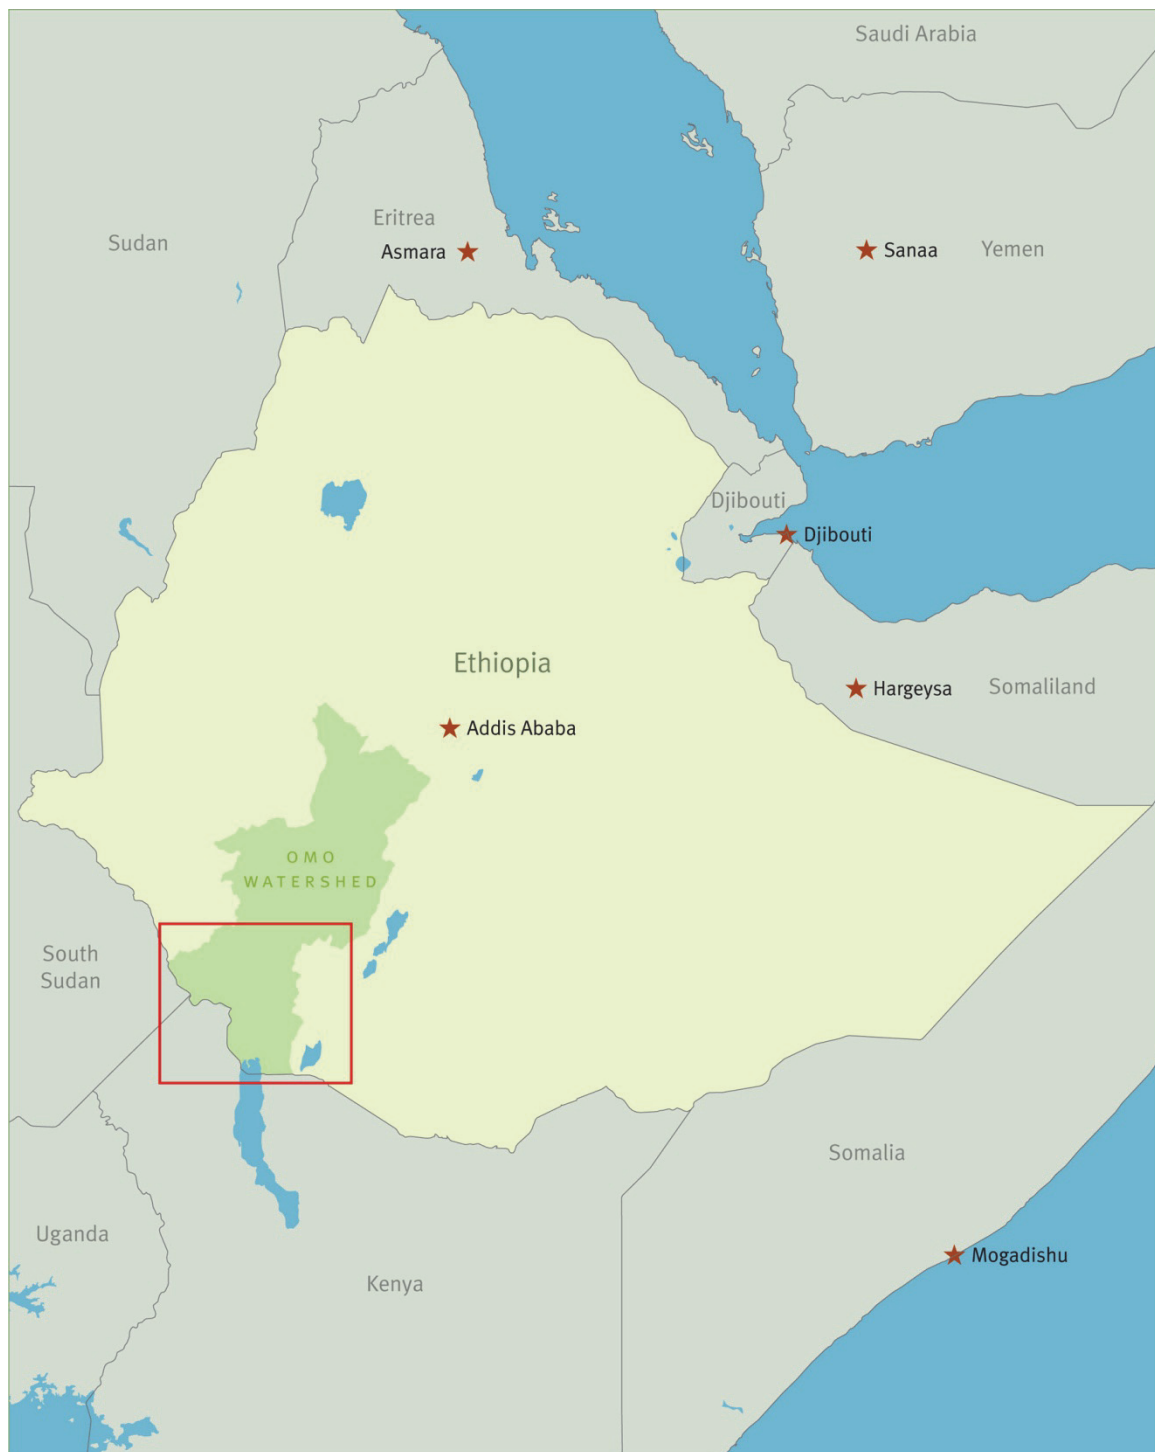 Saudi Arabia
Eritrea
Sudan
Asmara
Sanaa
Yemen
Djibouti
Djibouti
Ethiopia
Hargeysa
Somaliland
Addis Ababa
OMO
WATERSHED
South
Sudan
Somalia
Uganda
Mogadishu
Kenya